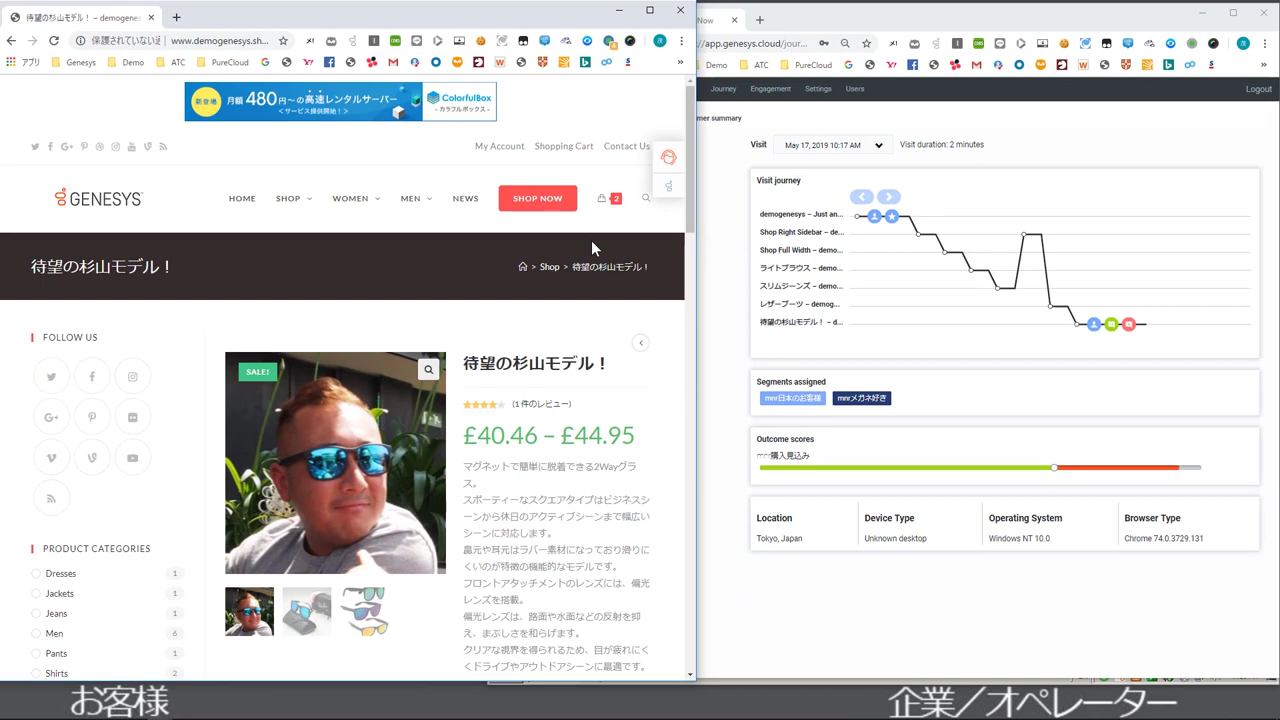 待望の杉山モデル！ – demogenes
保護されていない通
www.demogenesys.sh...
アプリ
Genesys
Demo
ATC
PureCloud
新登場
月額480円～の高速レンタルサーバー
＜サービス提供開始！＞
ColorfulBox
- カラフルボックス -
My Account
Shopping Cart
Contact Us
GENESYS
HOME
SHOP
WOMEN
MEN
NEWS
SHOP NOW
2
待望の杉山モデル！
> Shop > 待望の杉山モデル！
FOLLOW US
PRODUCT CATEGORIES
Dresses 1
Jackets 1
Jeans 1
Men 6
Pants 1
Shirts 2
SALE!
待望の杉山モデル！
(1 件のレビュー)
£40.46 – £44.95
マグネットで簡単に脱着できる2Wayグラ
ス。
スポーティーなスクエアタイプはビジネスシ
ーンから休日のアクティブシーンまで幅広い
シーンに対応します。
鼻元や耳元はラバー素材になっており滑りに
くいのが特徴の機能的なモデルです。
フロントアタッチメントのレンズには、偏光
レンズを搭載。
偏光レンズは、路面や水面などの反射を抑
え、まぶしさを和らげます。
クリアな視界を得られるため、目が疲れにく
くドライブやアウトドアシーンに最適です。
Now
://app.genesys.cloud/jour...
Demo
ATC
PureCloud
Journey
Engagement
Settings
Users
Logout
mer summary
Visit
May 17, 2019 10:17 AM
Visit duration: 2 minutes
Visit journey
demogenesys – Just an...
Shop Right Sidebar – de...
Shop Full Width – demo...
ライトブラウス – demo...
スリムジーンズ – demo...
レザーブーツ – demog...
待望の杉山モデル！ – d...
Segments assigned
mnr日本のお客様
mnrメガネ好き
Outcome scores
mnr購入見込み
Location
Tokyo, Japan
Device Type
Unknown desktop
Operating System
Windows NT 10.0
Browser Type
Chrome 74.0.3729.131
お客様
企業／オペレーター